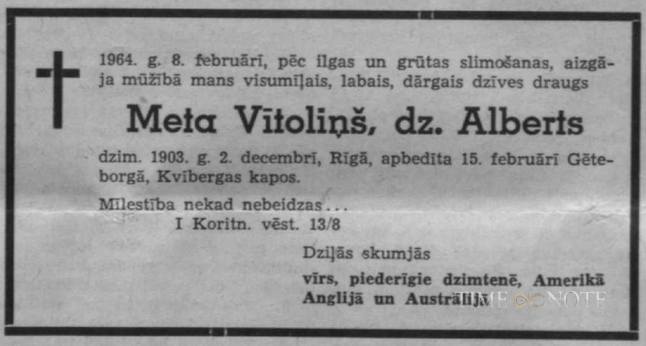 1964. g. 8. februārī, pēc ilgas un grūtas slimošanas, aizgā-
ja mūžībā mans visumīļais, labais, dārgais dzīves draugs
Meta Vītoliņš, dz. Alberts
dzim. 1903. g. 2. decembrī, Rīgā, apbedīta 15. februārī Gēte-
borgā, Kvībergas kapos.
Mīlestība nekad nebeidzas...
I Koritn. vēst. 13/8
Dziļās skumjās
vīrs, piederīgie dzimtenē, Amerikā
Anglijā un Austrālijā